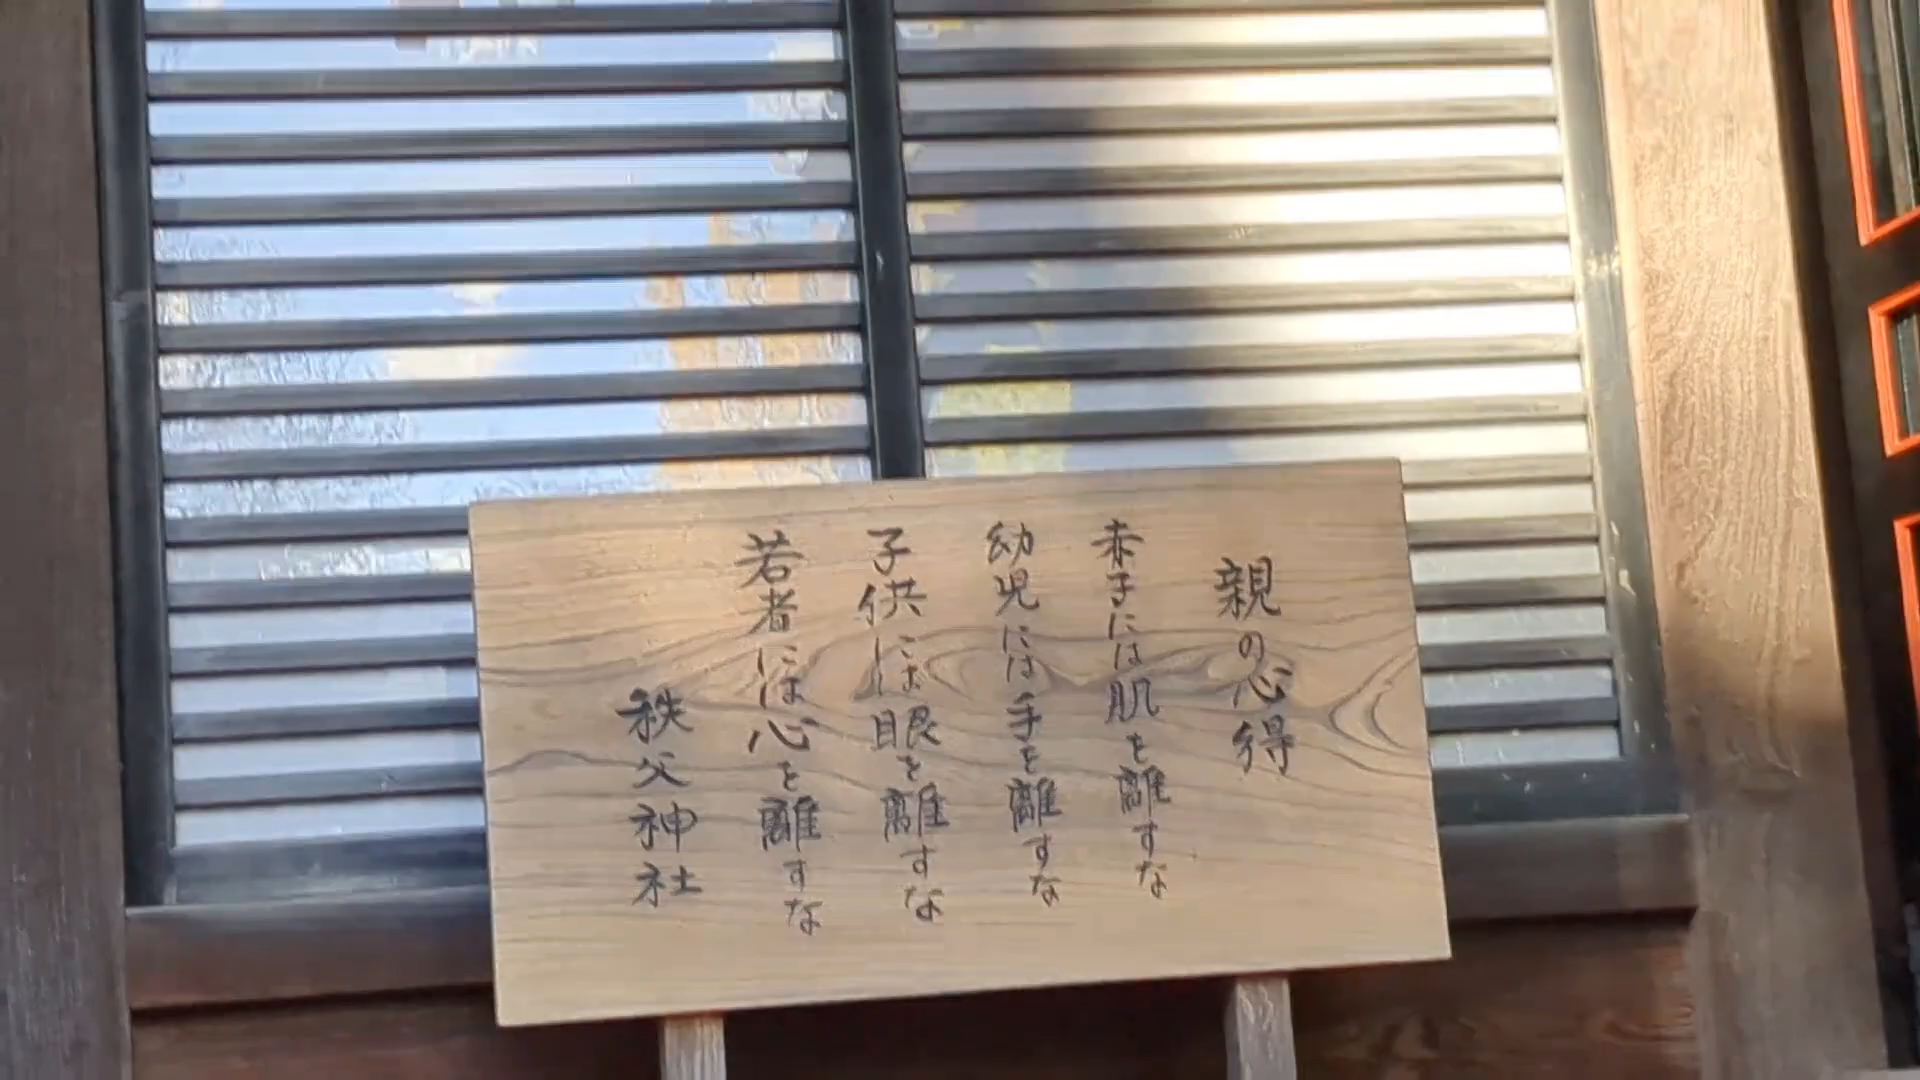 親の心得
赤子には肌を離すな
幼児には手を離すな
子供には眼を離すな
若者には心を離すな
秩父神社